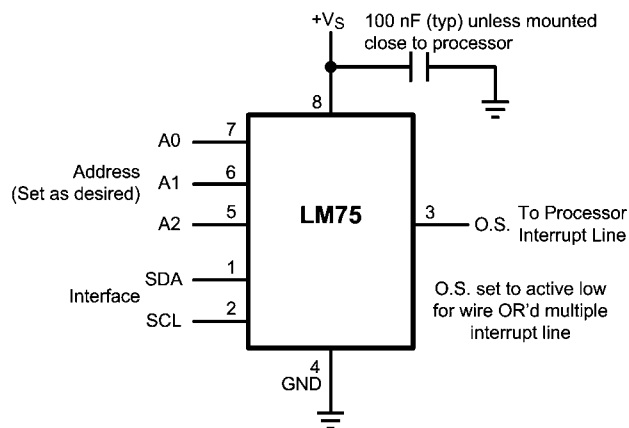 +VS
100 nF (typ) unless mounted
close to processor
8
A0
7
Address
(Set as desired)
A1
6
A2
5
LM75
3
O.S.
To Processor
Interrupt Line
Interface
SDA
1
SCL
2
O.S. set to active low
for wire OR’d multiple
interrupt line
4
GND